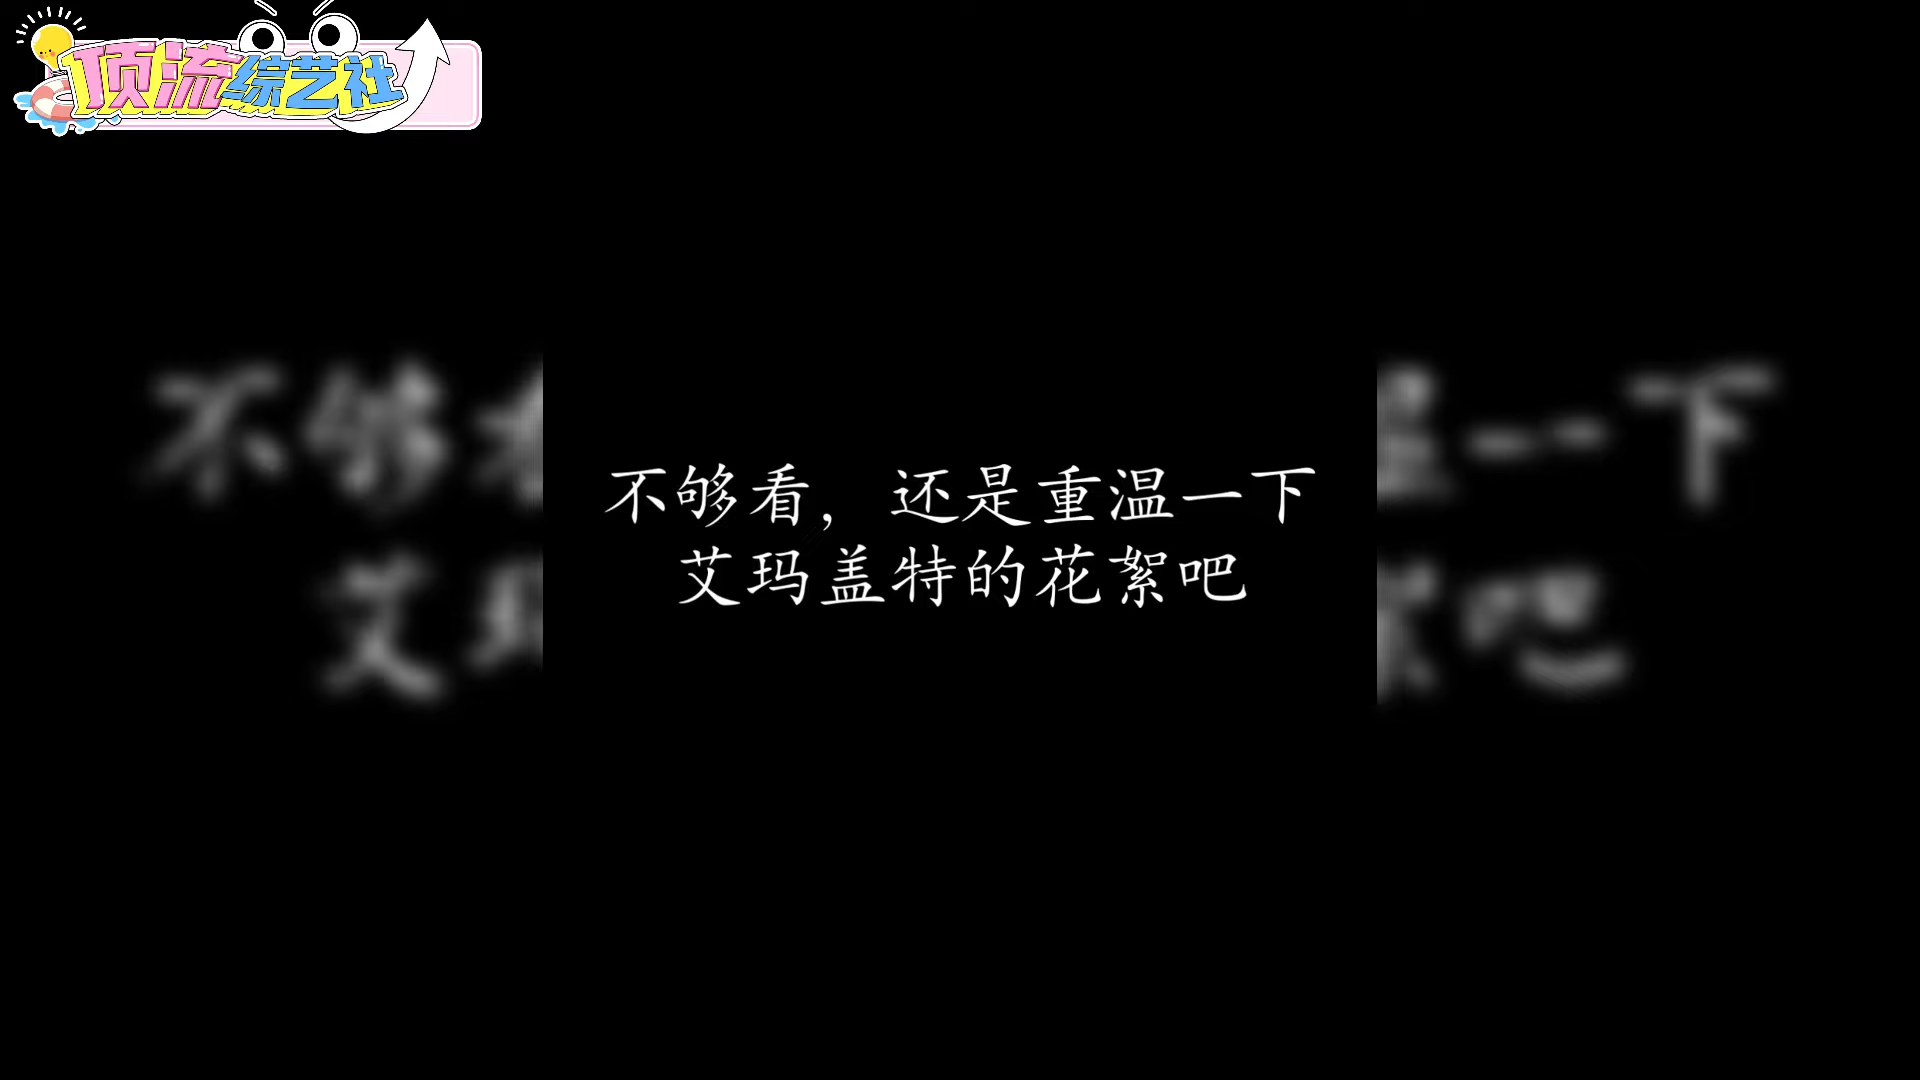 顶流综艺社
不够看，还是重温一下
艾玛盖特的花絮吧